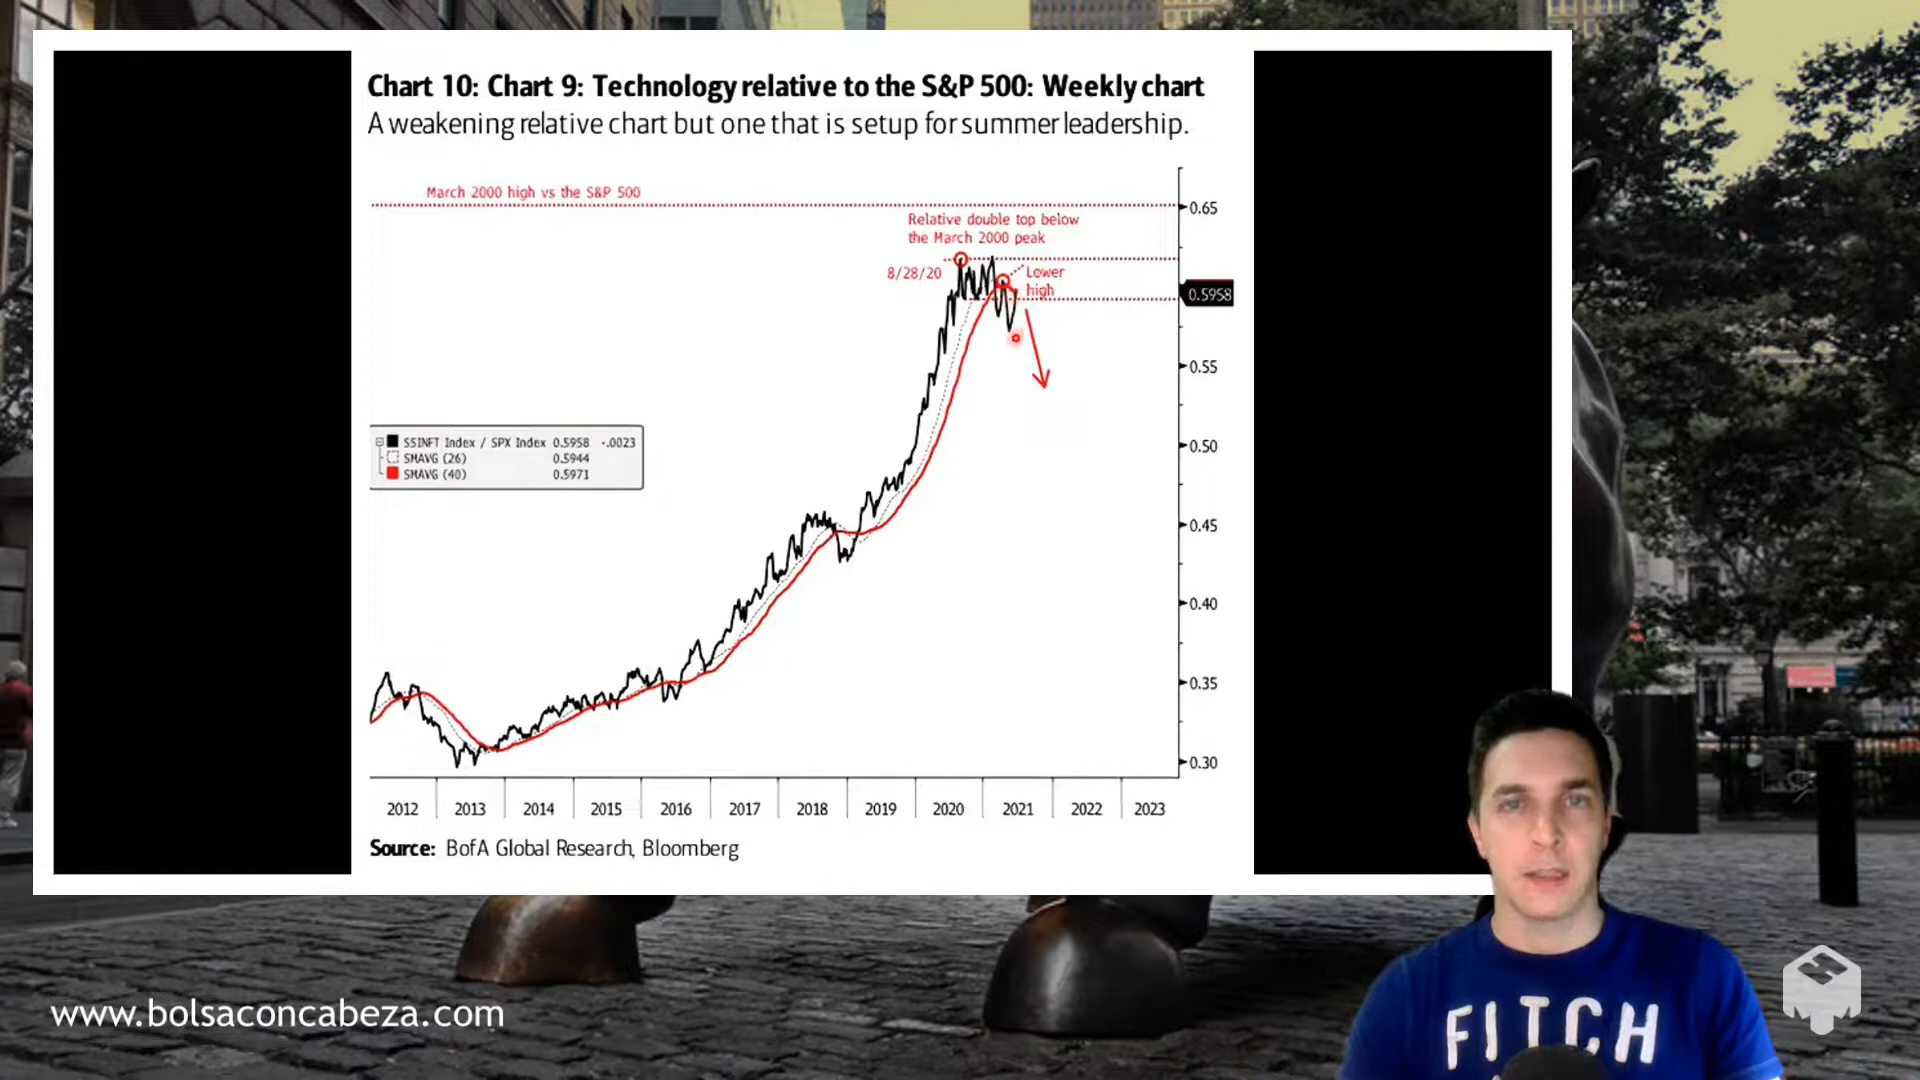 Chart 10: Chart 9: Technology relative to the S&P 500: Weekly chart
A weakening relative chart but one that is setup for summer leadership.
March 2000 high vs the S&P 500
0.65
Relative double top below
the March 2000 peak
8/28/20
Lower
high
0.5958
0.55
SSINFT Index / SPX Index 0.5958 -.0023
SMAVG (26) 0.5944
SMAVG (40) 0.5971
0.50
0.45
0.40
0.35
0.30
2012 2013 2014 2015 2016 2017 2018 2019 2020 2021 2022 2023
Source: BofA Global Research, Bloomberg
www.bolsaconcabeza.com
FITCH